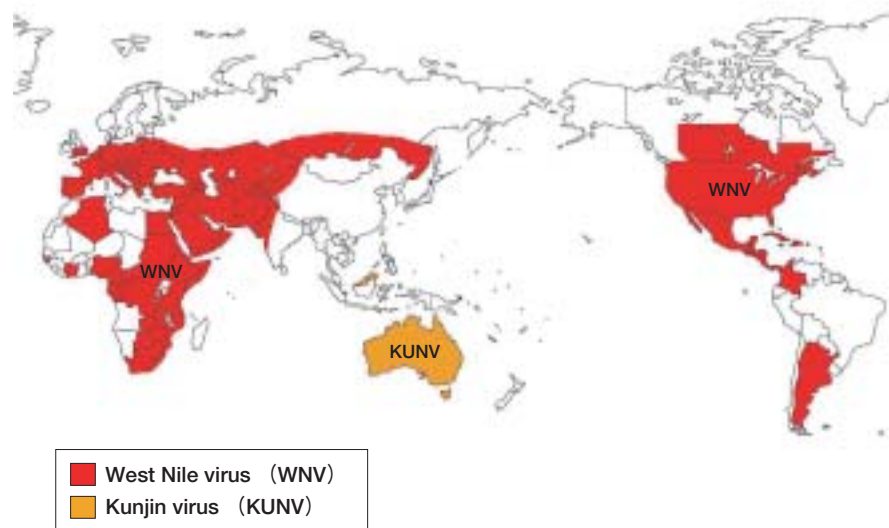 WNV
WNV
KUNV
West Nile virus （WNV）
Kunjin virus （KUNV）